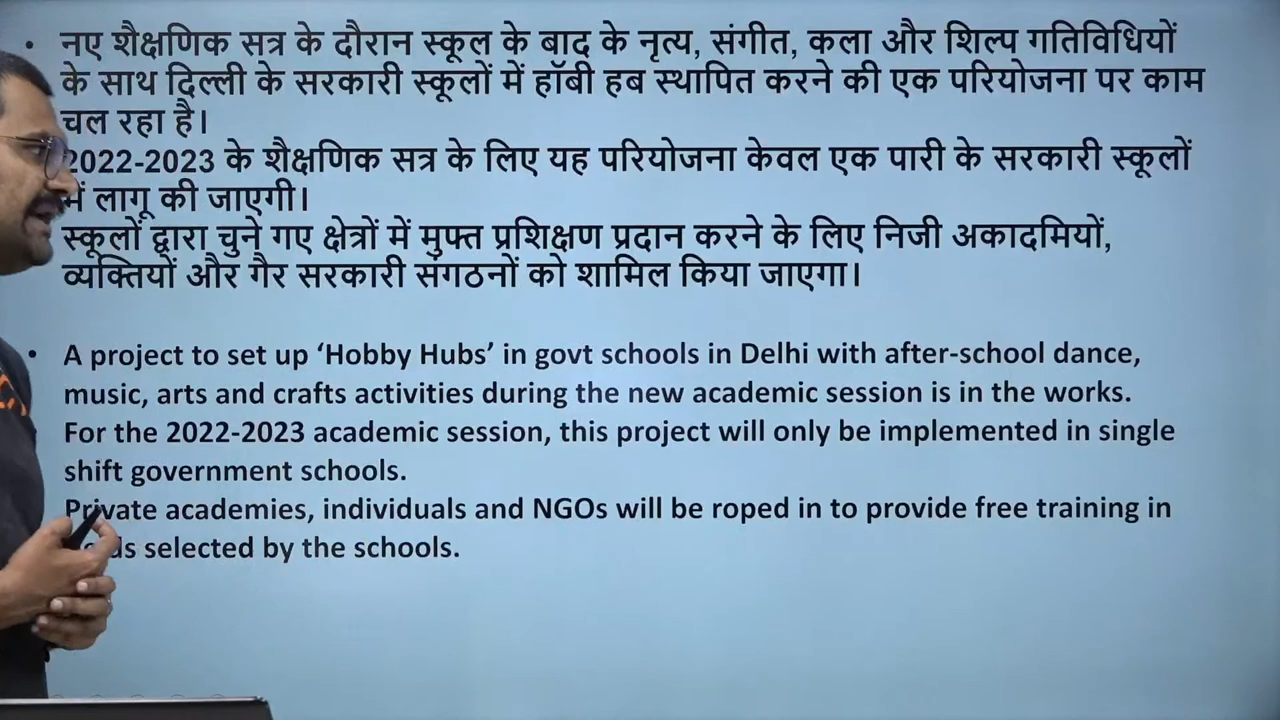 • नए शैक्षणिक सत्र के दौरान स्कूल के बाद के नृत्य, संगीत, कला और शिल्प गतिविधियों
के साथ दिल्ली के सरकारी स्कूलों में हॉबी हब स्थापित करने की एक परियोजना पर काम
चल रहा है।
2022-2023 के शैक्षणिक सत्र के लिए यह परियोजना केवल एक पारी के सरकारी स्कूलों
में लागू की जाएगी।
स्कूलों द्वारा चुने गए क्षेत्रों में मुफ्त प्रशिक्षण प्रदान करने के लिए निजी अकादमियों,
व्यक्तियों और गैर सरकारी संगठनों को शामिल किया जाएगा।
• A project to set up ‘Hobby Hubs’ in govt schools in Delhi with after-school dance,
music, arts and crafts activities during the new academic session is in the works.
For the 2022-2023 academic session, this project will only be implemented in single
shift government schools.
Private academies, individuals and NGOs will be roped in to provide free training in
selected by the schools.